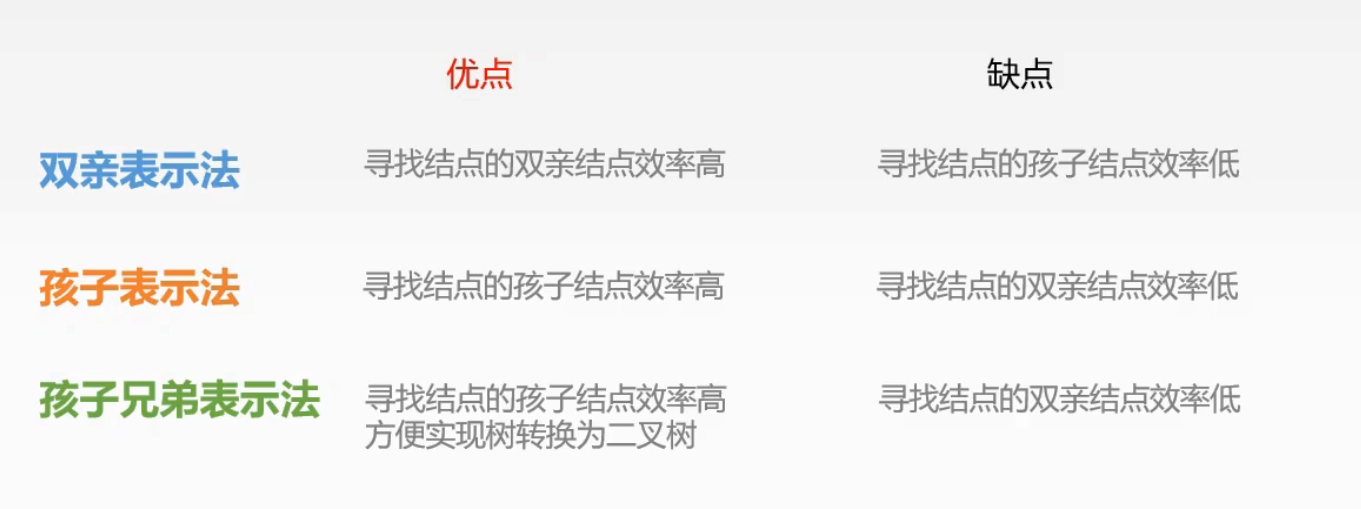 优点 缺点
双亲表示法 寻找结点的双亲结点效率高 寻找结点的孩子结点效率低
孩子表示法 寻找结点的孩子结点效率高 寻找结点的双亲结点效率低
孩子兄弟表示法 寻找结点的孩子结点效率高 寻找结点的双亲结点效率低
方便实现树转换为二叉树